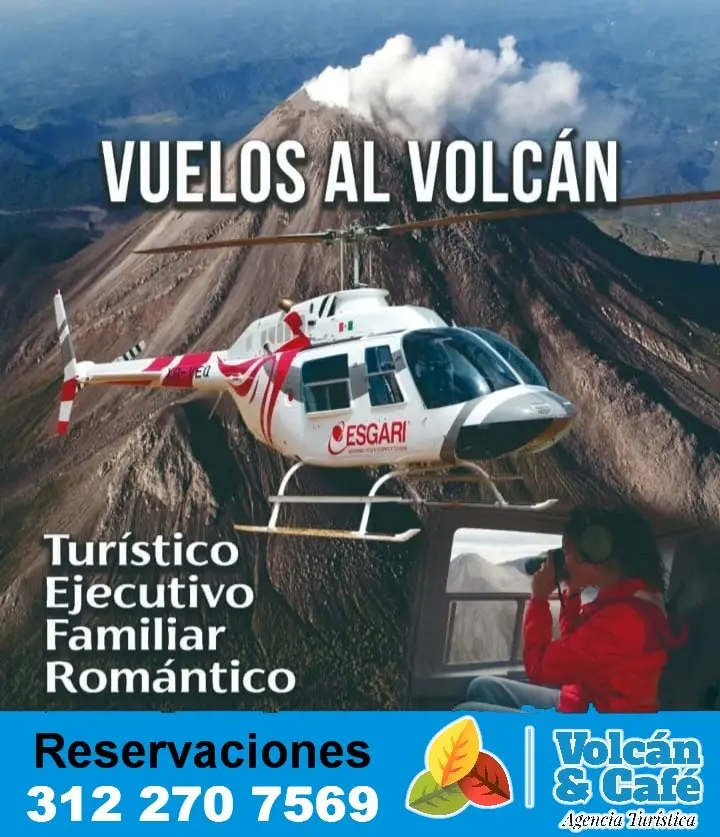 VUELOS AL VOLCÁN
ESGARI
Turístico
Ejecutivo
Familiar
Romántico
Reservaciones
312 270 7569
Volcán
& Café
Agencia Turística